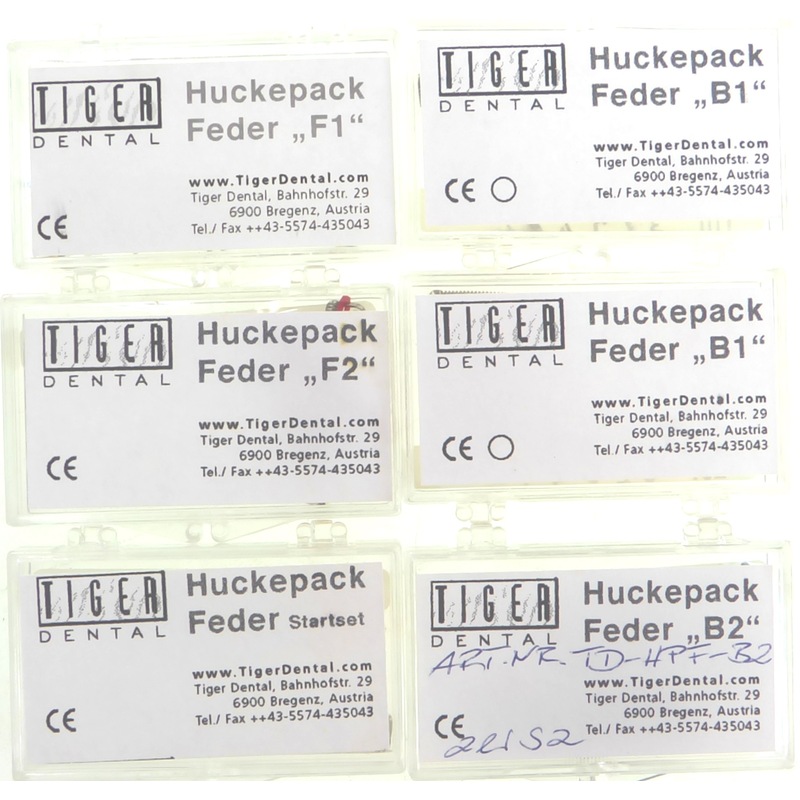 TIGER
DENTAL
Huckepack
Feder „F1“
www.TigerDental.com
Tiger Dental, Bahnhofstr. 29
6900 Bregenz, Austria
Tel./ Fax ++43-5574-435043
CE
TIGER
DENTAL
Huckepack
Feder „B1“
www.TigerDental.com
Tiger Dental, Bahnhofstr. 29
6900 Bregenz, Austria
Tel./ Fax ++43-5574-435043
CE
TIGER
DENTAL
Huckepack
Feder „F2“
www.TigerDental.com
Tiger Dental, Bahnhofstr. 29
6900 Bregenz, Austria
Tel./ Fax ++43-5574-435043
CE
TIGER
DENTAL
Huckepack
Feder „B1“
www.TigerDental.com
Tiger Dental, Bahnhofstr. 29
6900 Bregenz, Austria
Tel./ Fax ++43-5574-435043
CE
TIGER
DENTAL
Huckepack
Feder Startset
www.TigerDental.com
Tiger Dental, Bahnhofstr. 29
6900 Bregenz, Austria
Tel./ Fax ++43-5574-435043
CE
TIGER
DENTAL
Huckepack
Feder „B2“
ART.NR. TD-HPF-B2
www.TigerDental.com
Tiger Dental, Bahnhofstr. 29
6900 Bregenz, Austria
Tel./ Fax ++43-5574-435043
CE